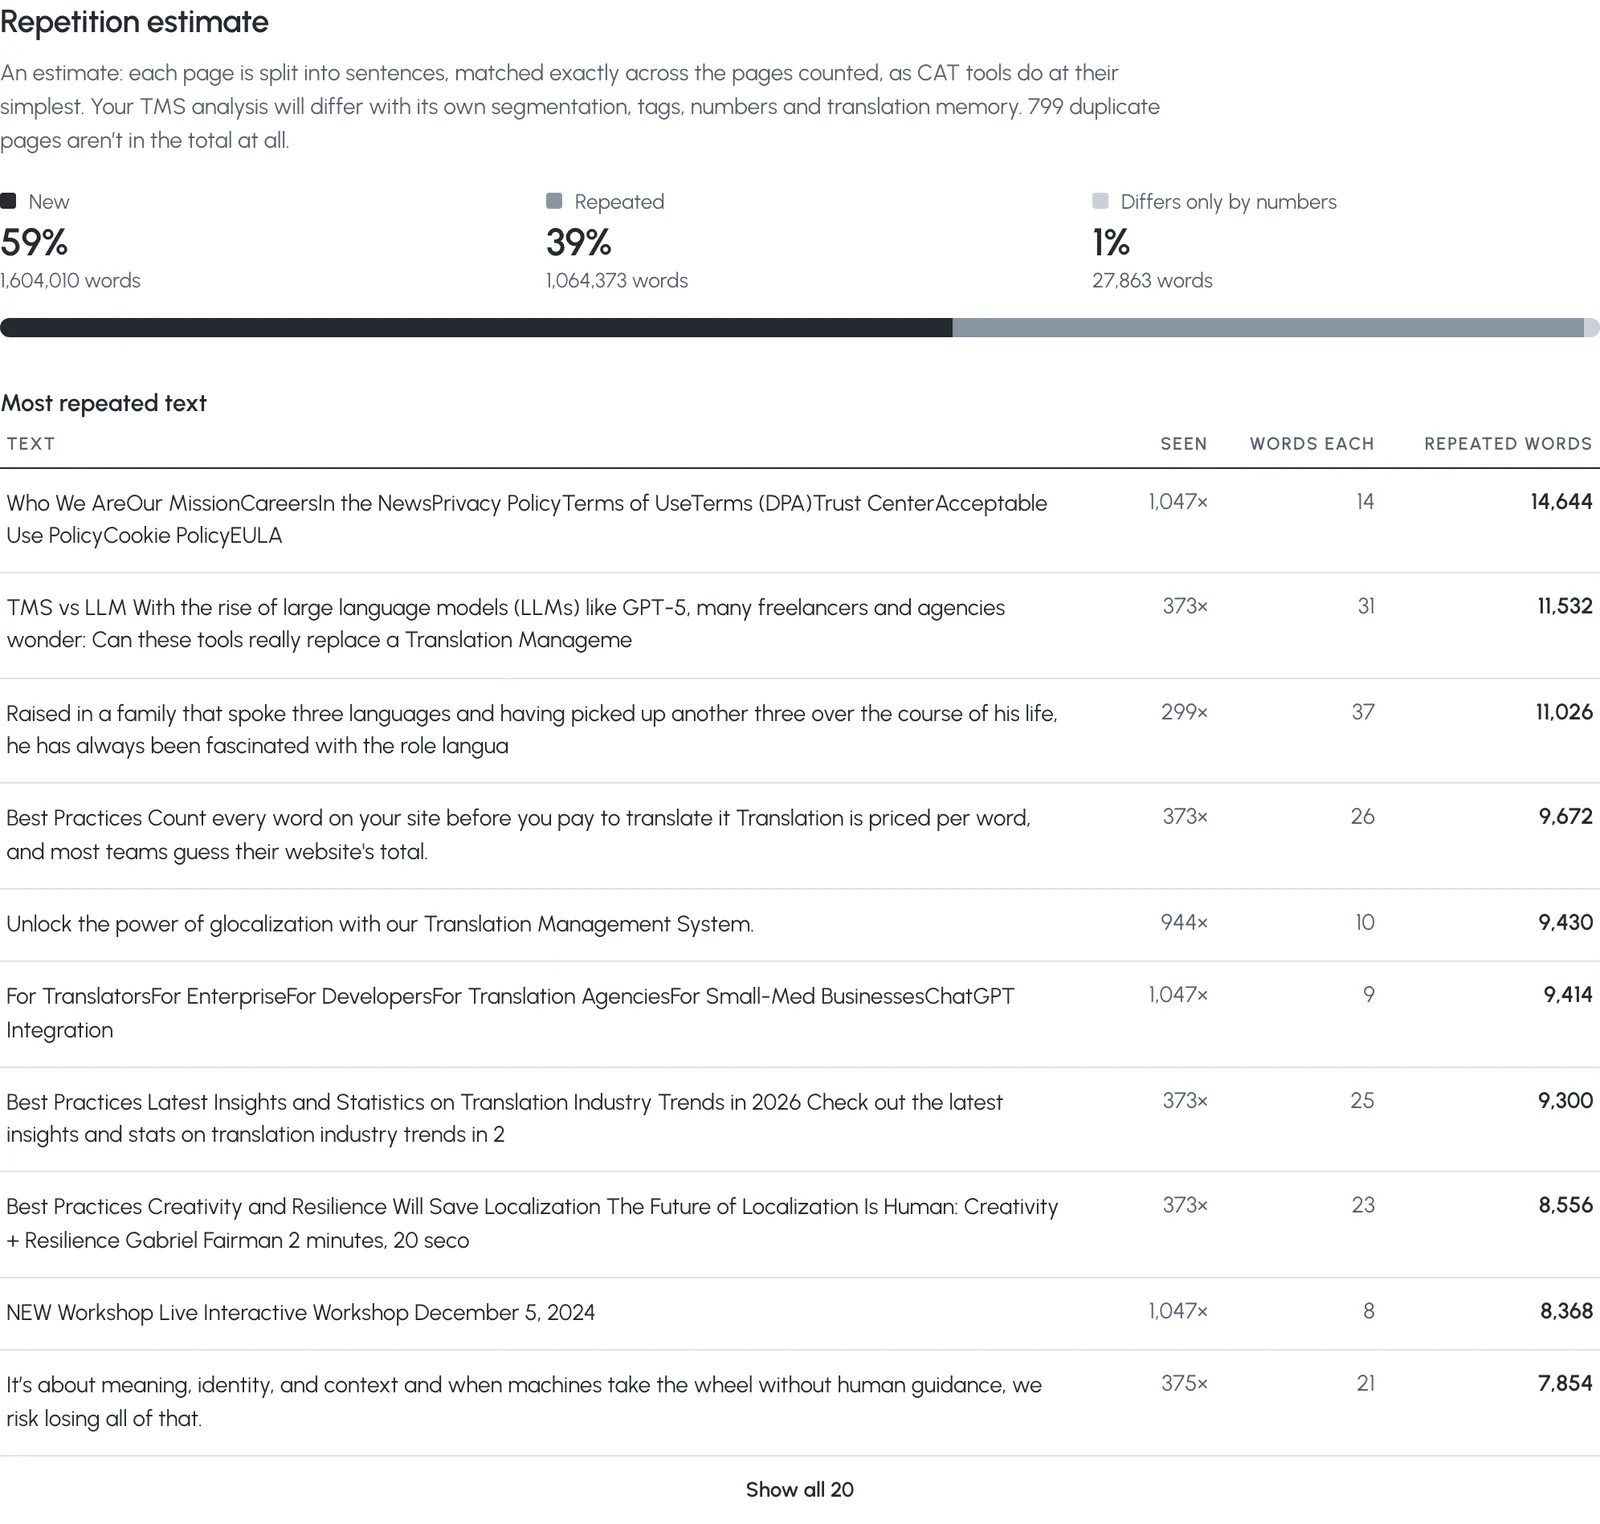 Repetition estimate
An estimate: each page is split into sentences, matched exactly across the pages counted, as CAT tools do at their
simplest. Your TMS analysis will differ with its own segmentation, tags, numbers and translation memory. 799 duplicate
pages aren’t in the total at all.
New
59%
1,604,010 words
Repeated
39%
1,064,373 words
Differs only by numbers
1%
27,863 words
Most repeated text
TEXT SEEN WORDS EACH REPEATED WORDS
Who We AreOur MissionCareersIn the NewsPrivacy PolicyTerms of UseTerms (DPA)Trust CenterAcceptable 1,047× 14 14,644
Use PolicyCookie PolicyEULA
TMS vs LLM With the rise of large language models (LLMs) like GPT-5, many freelancers and agencies 373× 31 11,532
wonder: Can these tools really replace a Translation Manageme
Raised in a family that spoke three languages and having picked up another three over the course of his life, 299× 37 11,026
he has always been fascinated with the role langua
Best Practices Count every word on your site before you pay to translate it Translation is priced per word, 373× 26 9,672
and most teams guess their website's total.
Unlock the power of glocalization with our Translation Management System. 944× 10 9,430
For TranslatorsFor EnterpriseFor DevelopersFor Translation AgenciesFor Small-Med BusinessesChatGPT 1,047× 9 9,414
Integration
Best Practices Latest Insights and Statistics on Translation Industry Trends in 2026 Check out the latest 373× 25 9,300
insights and stats on translation industry trends in 2
Best Practices Creativity and Resilience Will Save Localization The Future of Localization Is Human: Creativity 373× 23 8,556
+ Resilience Gabriel Fairman 2 minutes, 20 seco
NEW Workshop Live Interactive Workshop December 5, 2024 1,047× 8 8,368
It’s about meaning, identity, and context and when machines take the wheel without human guidance, we 375× 21 7,854
risk losing all of that.
Show all 20